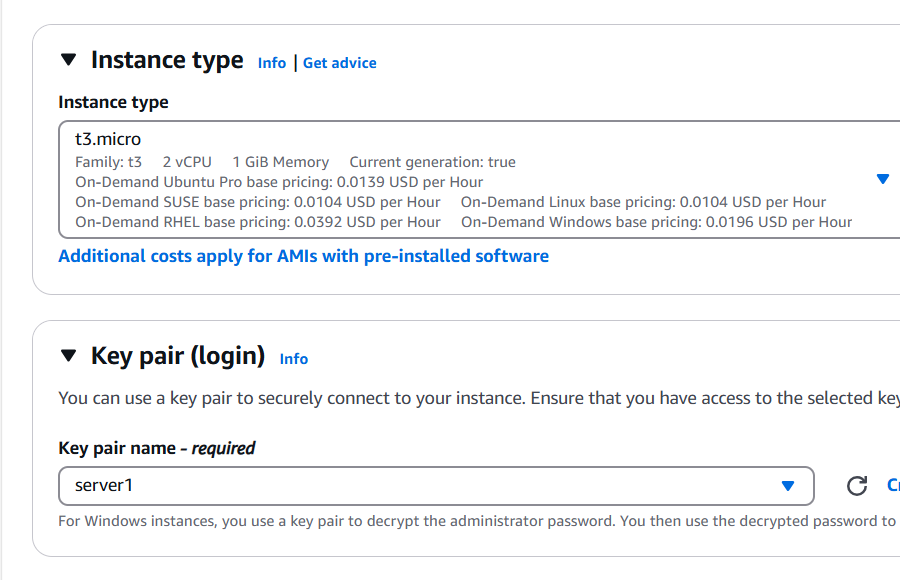 Instance type Info | Get advice
Instance type
t3.micro
Family: t3 2 vCPU 1 GiB Memory Current generation: true
On-Demand Ubuntu Pro base pricing: 0.0139 USD per Hour
On-Demand SUSE base pricing: 0.0104 USD per Hour On-Demand Linux base pricing: 0.0104 USD per Hour
On-Demand RHEL base pricing: 0.0392 USD per Hour On-Demand Windows base pricing: 0.0196 USD per Hour
Additional costs apply for AMIs with pre-installed software
Key pair (login) Info
You can use a key pair to securely connect to your instance. Ensure that you have access to the selected key
Key pair name - required
server1
For Windows instances, you use a key pair to decrypt the administrator password. You then use the decrypted password to